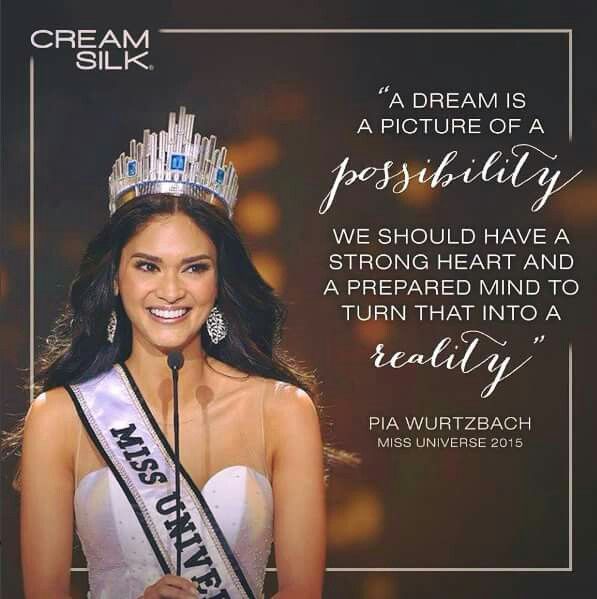 CREAM
SILK®
“A DREAM IS
A PICTURE OF A
possibility
WE SHOULD HAVE A
STRONG HEART AND
A PREPARED MIND TO
TURN THAT INTO A
reality”
PIA WURTZBACH
MISS UNIVERSE 2015
MISS UNIVE